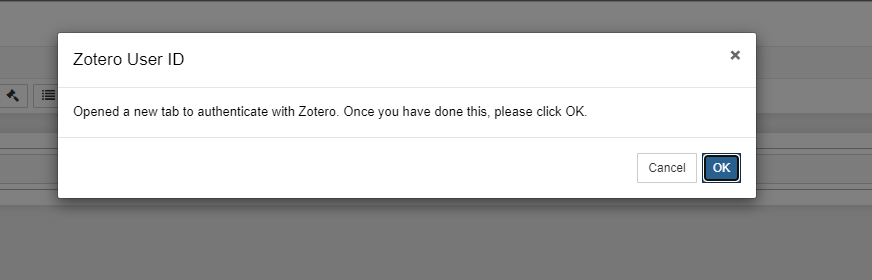 Zotero User ID
Opened a new tab to authenticate with Zotero. Once you have done this, please click OK.
Cancel
OK